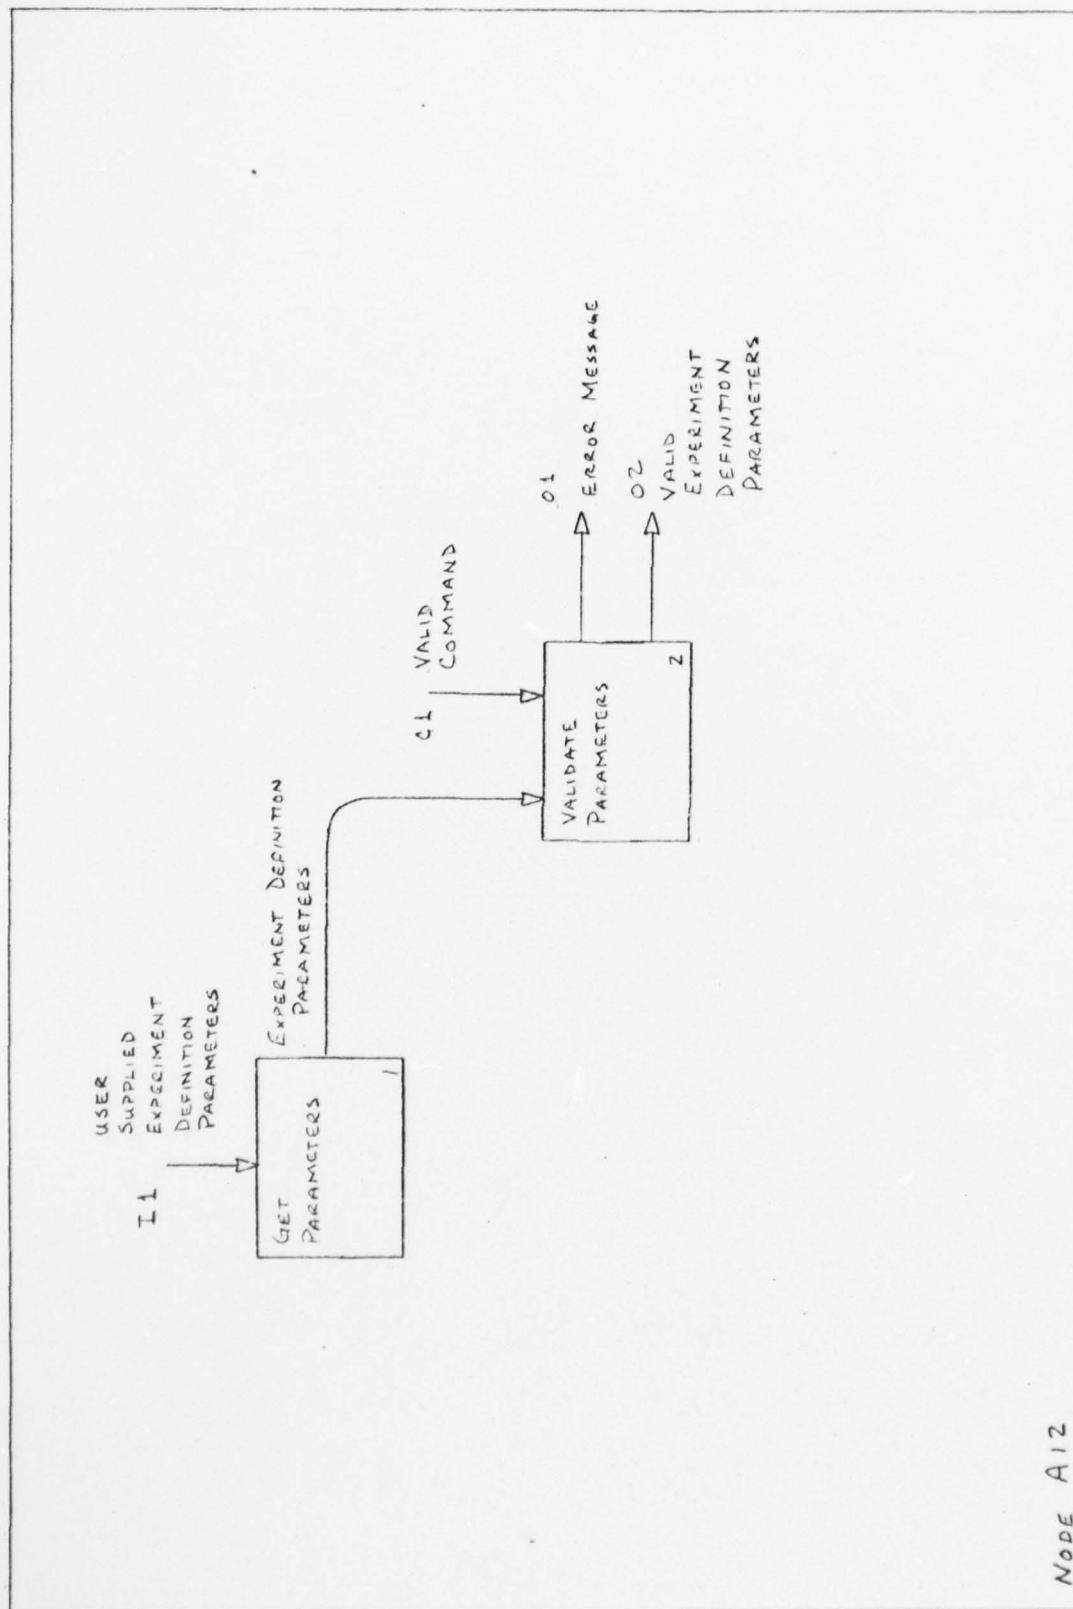 I1
USER
SUPPLIED
EXPERIMENT
DEFINITION
PARAMETERS
GET
PARAMETERS
1
EXPERIMENT DEFINITION
PARAMETERS
C1
VALID
COMMAND
VALIDATE
PARAMETERS
2
O1
ERROR MESSAGE
O2
VALID
EXPERIMENT
DEFINITION
PARAMETERS
NODE A12